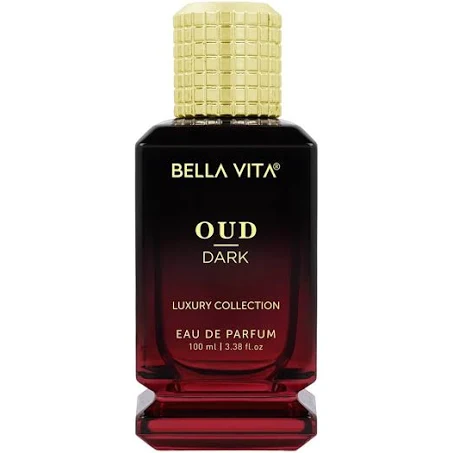 BELLA VITA®
OUD
DARK
LUXURY COLLECTION
EAU DE PARFUM
100 ml | 3.38 fl.oz